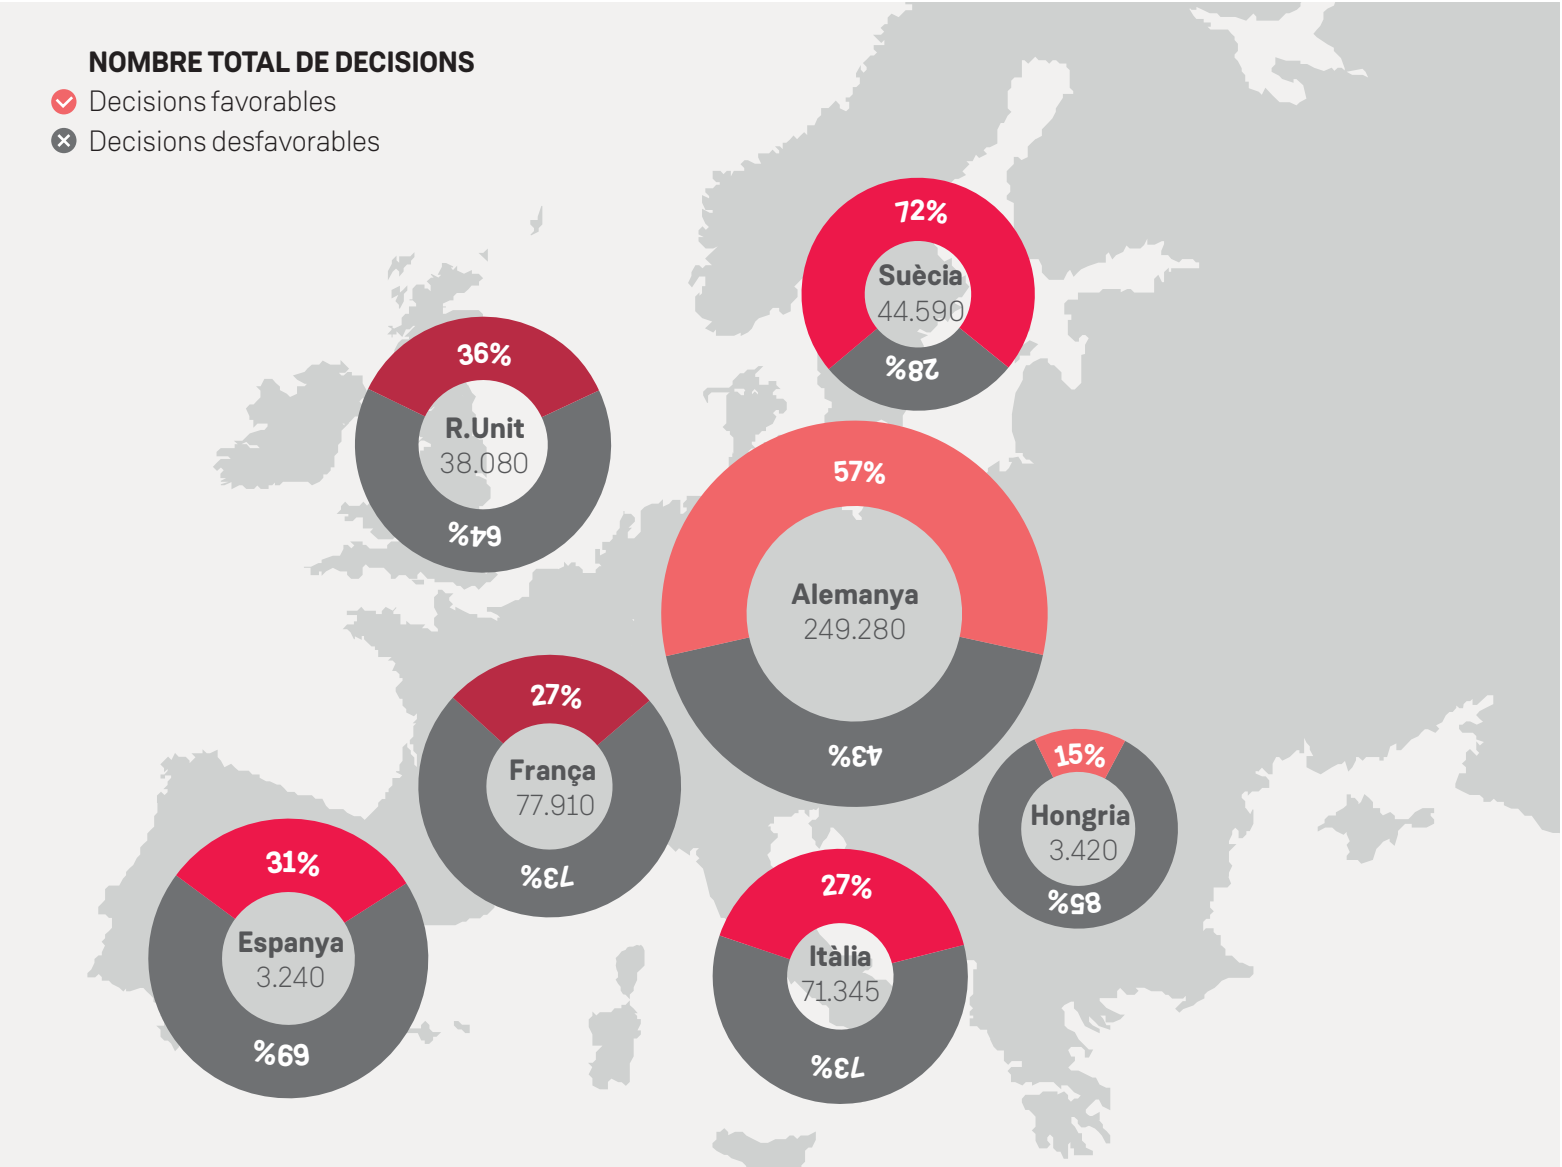 NOMBRE TOTAL DE DECISIONS
Decisions favorables
Decisions desfavorables
72%
Suècia
44.590
28%
36%
R.Unit
38.080
64%
57%
Alemanya
249.280
43%
27%
França
77.910
73%
15%
Hongria
3.420
85%
31%
Espanya
3.240
69%
27%
Itàlia
71.345
73%